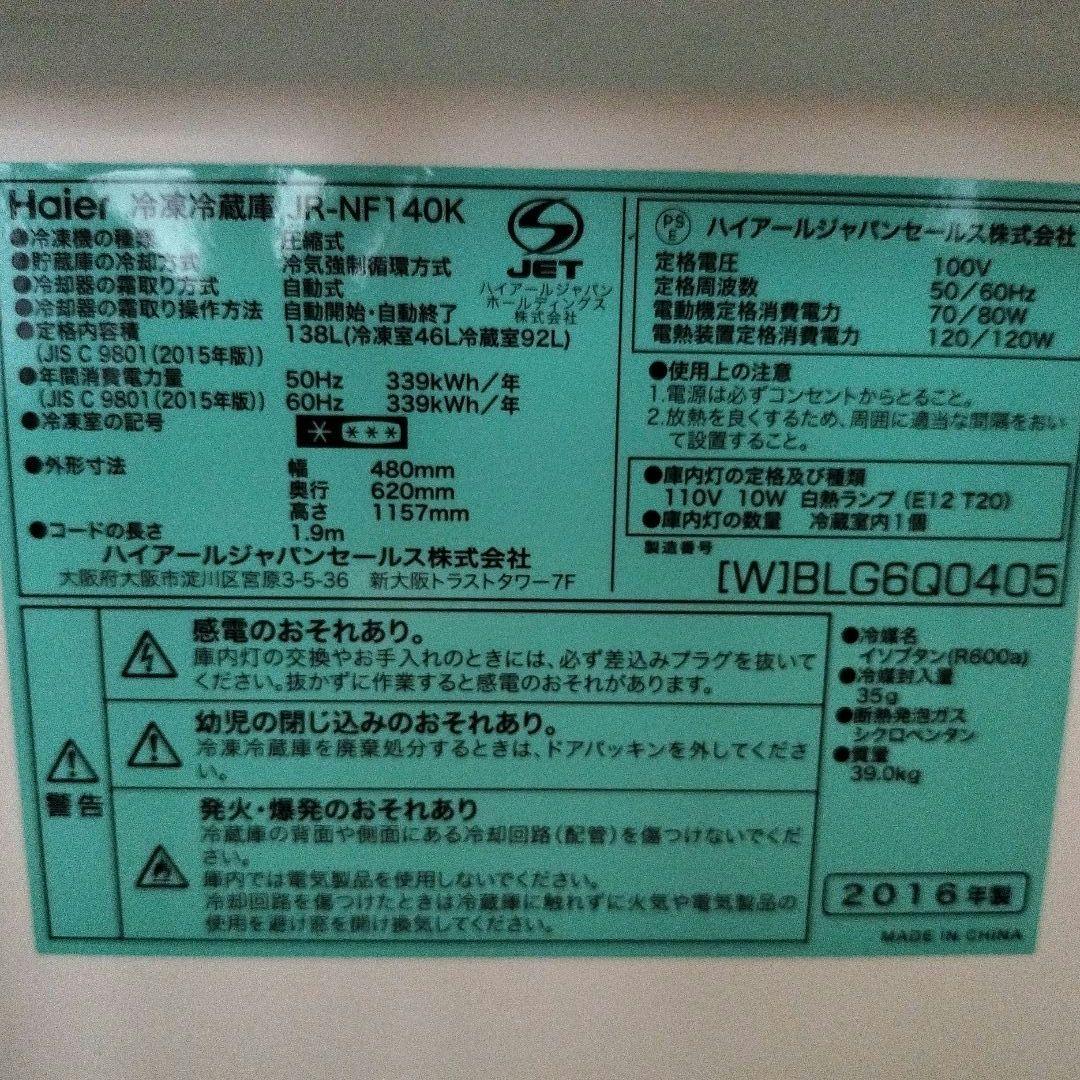 Haier 冷凍冷蔵庫 JR-NF140K
●冷凍機の種類 圧縮式
●貯蔵庫の冷却方式 冷気強制循環方式
●冷却器の霜取り方式 自動式
●冷却器の霜取り操作方法 自動開始・自動終了
●定格内容積 138L(冷凍室46L冷蔵室92L)
(JIS C 9801(2015年版))
●年間消費電力量 50Hz 339kWh/年
(JIS C 9801(2015年版)) 60Hz 339kWh/年
●冷凍室の記号 * ***
●外形寸法 幅 480mm
奥行 620mm
高さ 1157mm
●コードの長さ 1.9m
ハイアールジャパンセールス株式会社
大阪府大阪市淀川区宮原3-5-36 新大阪トラストタワー7F
JET
ハイアールジャパン
ホールディングス
株式会社
PS
E
ハイアールジャパンセールス株式会社
定格電圧 100V
定格周波数 50/60Hz
電動機定格消費電力 70/80W
電熱装置定格消費電力 120/120W
●使用上の注意
1.電源は必ずコンセントからとること。
2.放熱を良くするため、周囲に適当な間隔をおい
て設置すること。
●庫内灯の定格及び種類
110V 10W 白熱ランプ (E12 T20)
●庫内灯の数量 冷蔵室内1個
製造番号
[W]BLG6Q0405
警告
感電のおそれあり。
庫内灯の交換やお手入れのときには、必ず差込みプラグを抜いて
ください。抜かずに作業すると感電のおそれがあります。
幼児の閉じ込みのおそれあり。
冷凍冷蔵庫を廃棄処分するときは、ドアパッキンを外してくださ
い。
発火・爆発のおそれあり
冷蔵庫の背面や側面にある冷却回路(配管)を傷つけないでくだ
さい。
庫内では電気製品を使用しないでください。
冷却回路を傷つけたときは冷蔵庫に触れずに火気や電気製品の
使用を避け窓を開け換気してください。
●冷媒名
イソブタン(R600a)
●冷媒封入量
35g
●断熱発泡ガス
シクロペンタン
●質量
39.0kg
2016年製
MADE IN CHINA